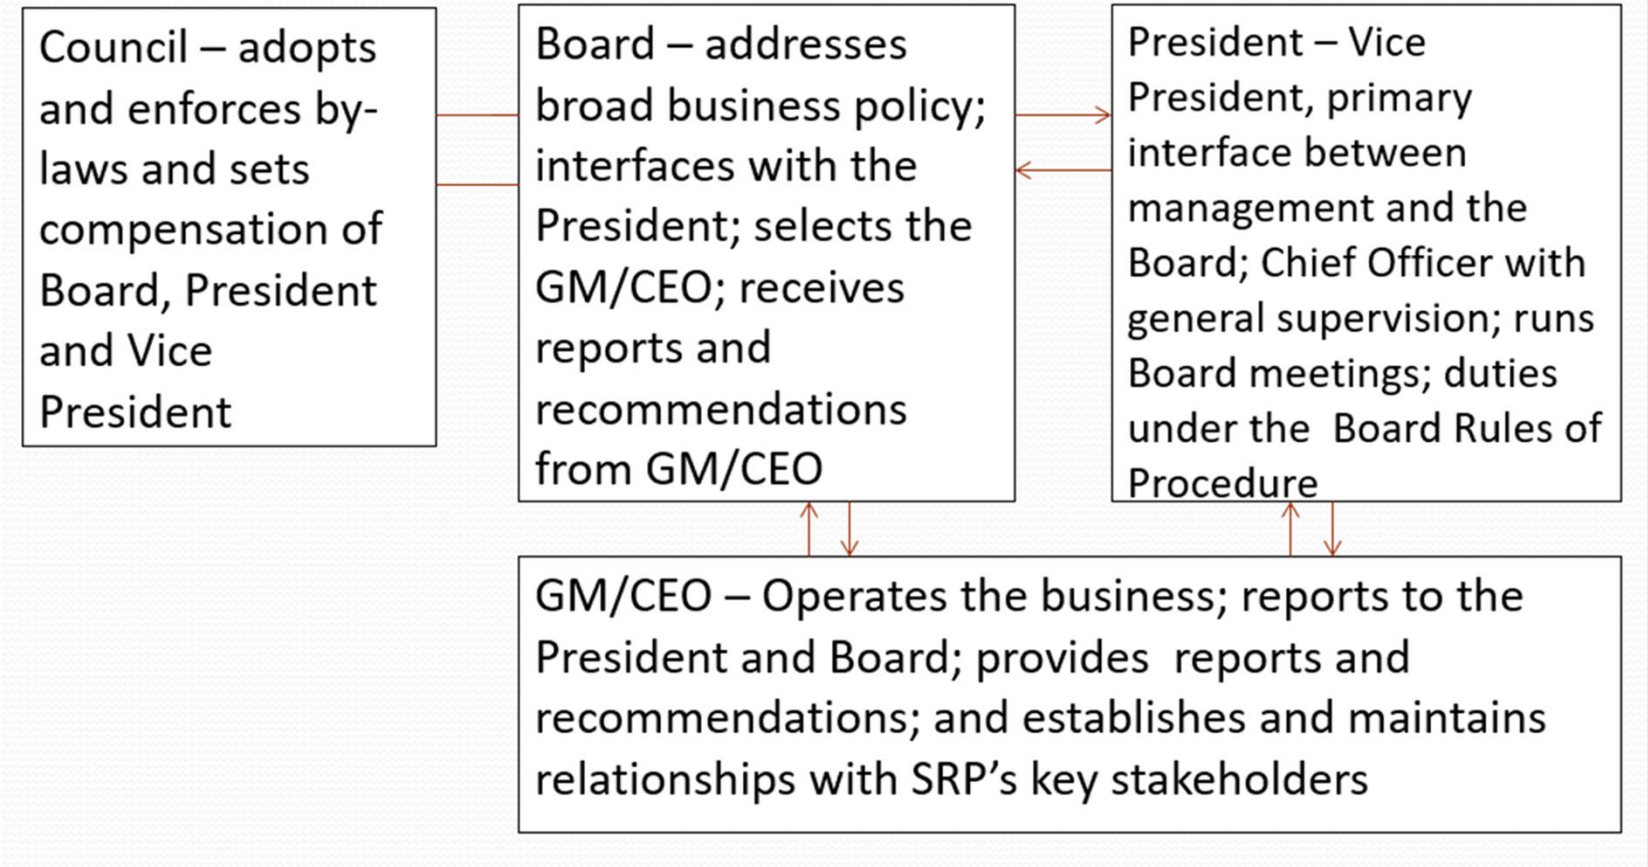 Council – adopts
and enforces by-
laws and sets
compensation of
Board, President
and Vice
President
Board – addresses
broad business policy;
interfaces with the
President; selects the
GM/CEO; receives
reports and
recommendations
from GM/CEO
President – Vice
President, primary
interface between
management and the
Board; Chief Officer with
general supervision; runs
Board meetings; duties
under the  Board Rules of
Procedure
GM/CEO – Operates the business; reports to the
President and Board; provides  reports and
recommendations; and establishes and maintains
relationships with SRP’s key stakeholders